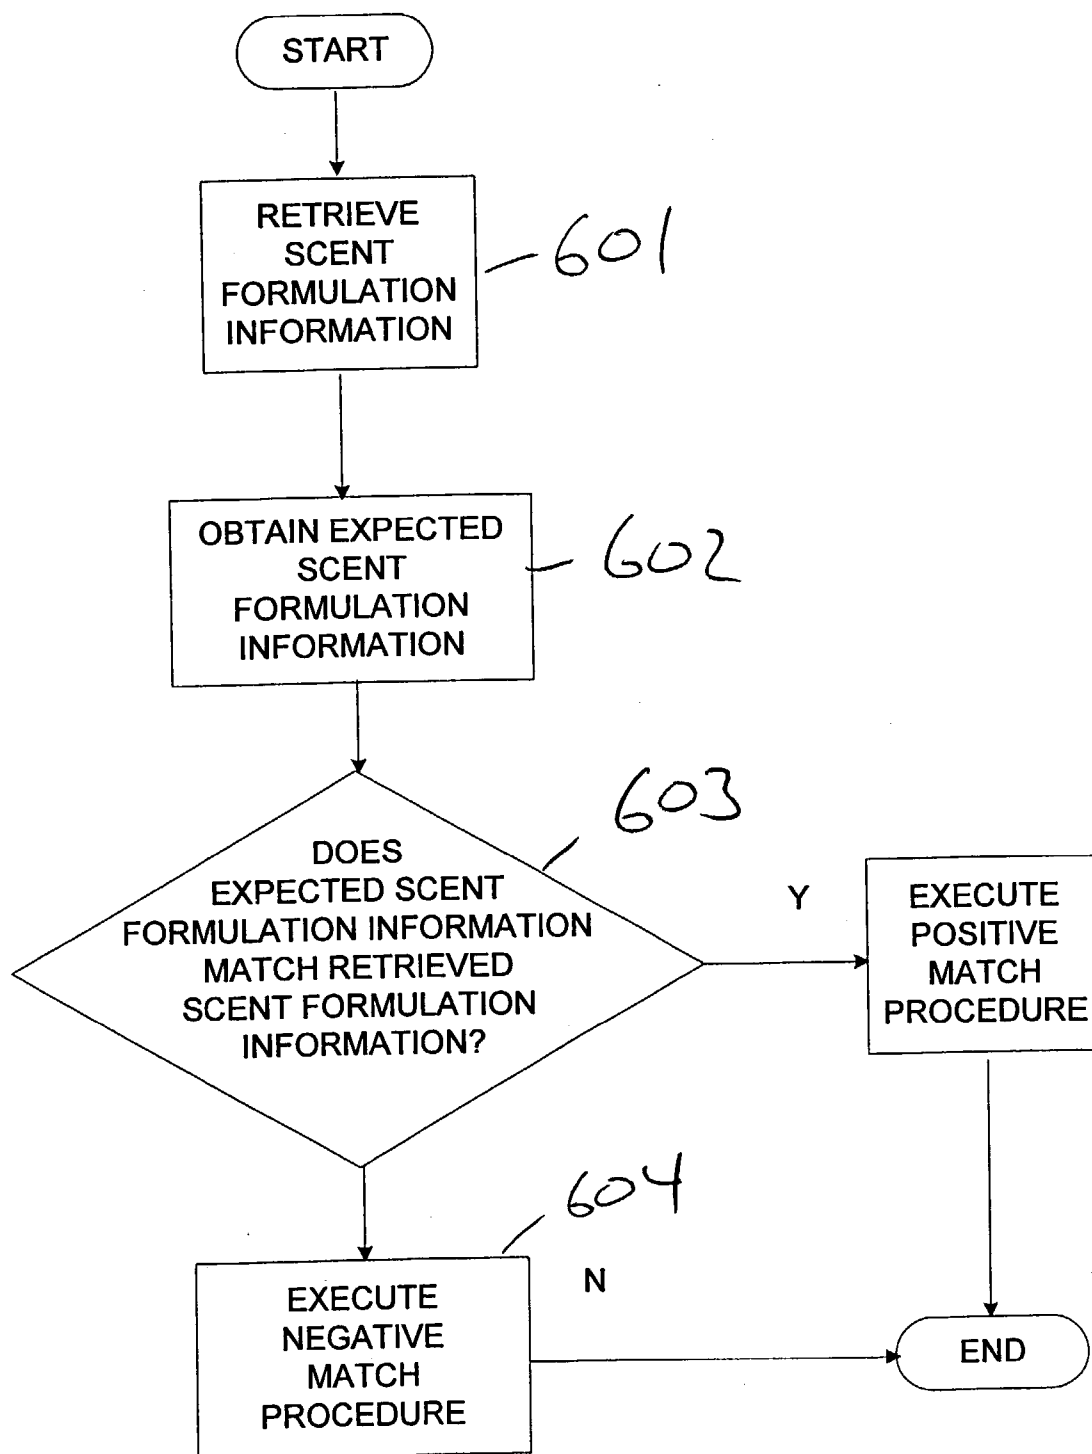 START
RETRIEVE
SCENT
FORMULATION
INFORMATION
601
OBTAIN EXPECTED
SCENT
FORMULATION
INFORMATION
602
DOES
EXPECTED SCENT
FORMULATION INFORMATION
MATCH RETRIEVED
SCENT FORMULATION
INFORMATION?
603
Y
EXECUTE
POSITIVE
MATCH
PROCEDURE
604
N
EXECUTE
NEGATIVE
MATCH
PROCEDURE
END